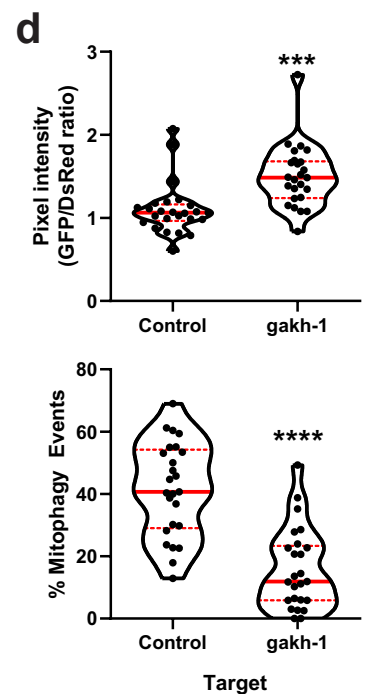 d
Pixel intensity
(GFP/DsRed ratio)
3
2
1
0
***
Control
gakh-1
% Mitophagy Events
80
60
40
20
0
****
Control
gakh-1
Target